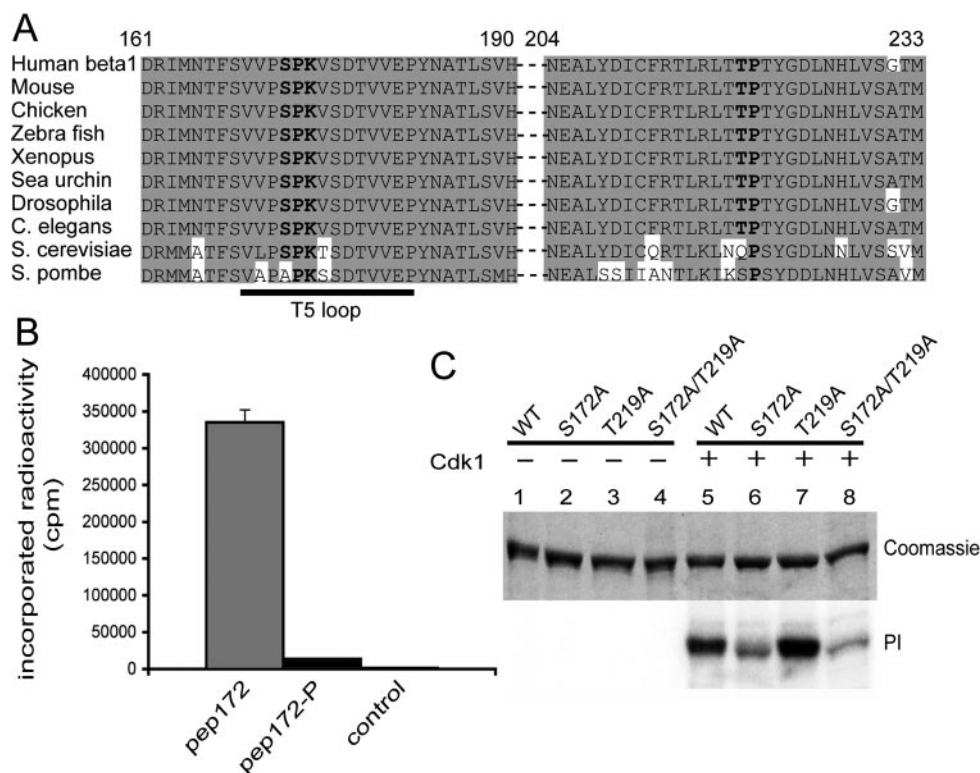 A
161 190 204 233
Human beta1 DRIMNTFSVVPSPKVSDTVVEPYNATLSVH---NEALYDICFRTLRLTTPTYGDLNHLVSGTM
Mouse DRIMNTFSVVPSPKVSDTVVEPYNATLSVH---NEALYDICFRTLRLTTPTYGDLNHLVSATM
Chicken DRIMNTFSVVPSPKVSDTVVEPYNATLSVH---NEALYDICFRTLRLTTPTYGDLNHLVSATM
Zebra fish DRIMNTFSVVPSPKVSDTVVEPYNATLSVH---NEALYDICFRTLRLTTPTYGDLNHLVSATM
Xenopus DRIMNTFSVVPSPKVSDTVVEPYNATLSVH---NEALYDICFRTLRLTTPTYGDLNHLVSATM
Sea urchin DRIMNTFSVVPSPKVSDTVVEPYNATLSVH---NEALYDICFRTLRLTTPTYGDLNHLVSATM
Drosophila DRIMNTFSVVPSPKVSDTVVEPYNATLSVH---NEALYDICFRTLRLTTPTYGDLNHLVSGTM
C. elegans DRIMNTFSVVPSPKVSDTVVEPYNATLSVH---NEALYDICFRTLRLTTPTYGDLNHLVSATM
S. cerevisiae DRMMATFSVLPSPKTSDTVVEPYNATLSVH---NEALYDICQRTLKLNQPSYGDLNNLVSSVM
S. pombe DRMMATFSVAPAPKSSDTVVEPYNATLSMH---NEALSSIIANTLKIKSPSYDDLNHLVSAVM
T5 loop
B
incorporated radioactivity
(cpm)
400000
350000
300000
250000
200000
150000
100000
50000
0
pep172
pep172-P
control
C
WT S172A T219A S172A/T219A WT S172A T219A S172A/T219A
Cdk1 − − − − + + + +
1 2 3 4 5 6 7 8
Coomassie
PI